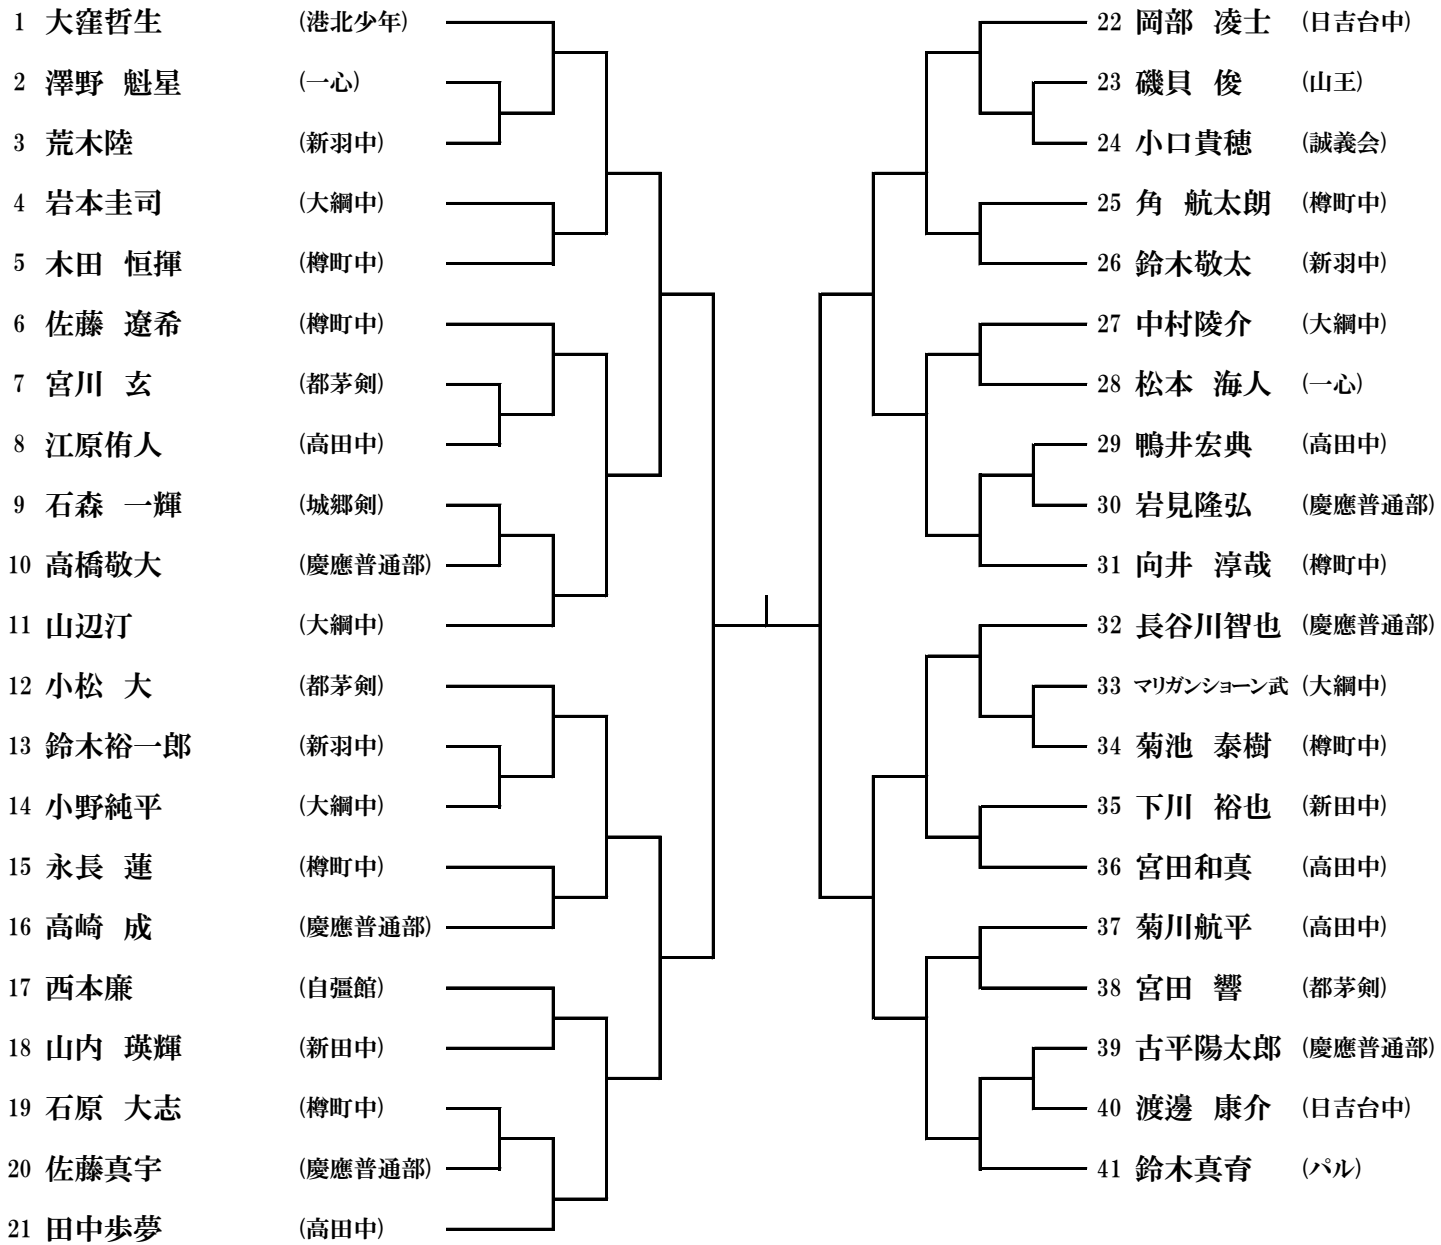 1 大窪哲生 (港北少年)
2 澤野 魁星 (一心)
3 荒木陸 (新羽中)
4 岩本圭司 (大綱中)
5 木田 恒揮 (樽町中)
6 佐藤 遼希 (樽町中)
7 宮川 玄 (都茅剣)
8 江原侑人 (高田中)
9 石森 一輝 (城郷剣)
10 高橋敬大 (慶應普通部)
11 山辺汀 (大綱中)
12 小松 大 (都茅剣)
13 鈴木裕一郎 (新羽中)
14 小野純平 (大綱中)
15 永長 蓮 (樽町中)
16 高崎 成 (慶應普通部)
17 西本廉 (自彊館)
18 山内 瑛輝 (新田中)
19 石原 大志 (樽町中)
20 佐藤真宇 (慶應普通部)
21 田中歩夢 (高田中)
22 岡部 凌士 (日吉台中)
23 磯貝 俊 (山王)
24 小口貴穂 (誠義会)
25 角 航太朗 (樽町中)
26 鈴木敬太 (新羽中)
27 中村陵介 (大綱中)
28 松本 海人 (一心)
29 鴨井宏典 (高田中)
30 岩見隆弘 (慶應普通部)
31 向井 淳哉 (樽町中)
32 長谷川智也 (慶應普通部)
33 マリガンショーン武 (大綱中)
34 菊池 泰樹 (樽町中)
35 下川 裕也 (新田中)
36 宮田和真 (高田中)
37 菊川航平 (高田中)
38 宮田 響 (都茅剣)
39 古平陽太郎 (慶應普通部)
40 渡邊 康介 (日吉台中)
41 鈴木真育 (パル)